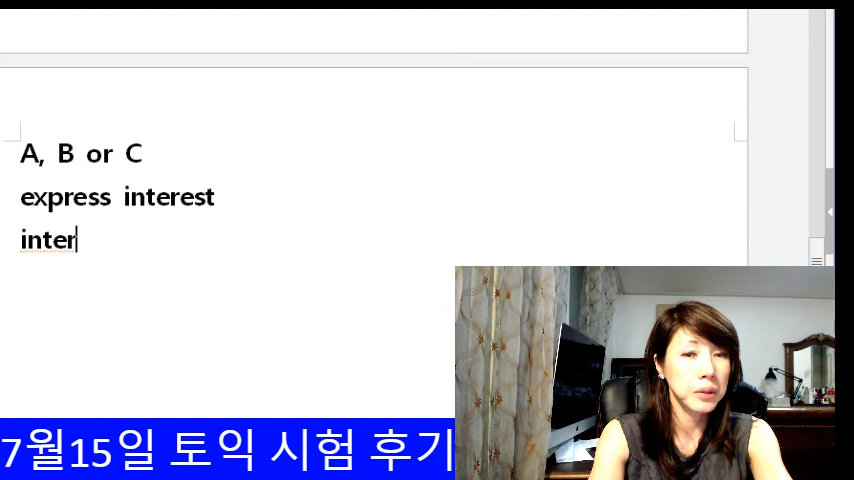 A, B or C
express interest
inter
7월15일 토익 시험 후기